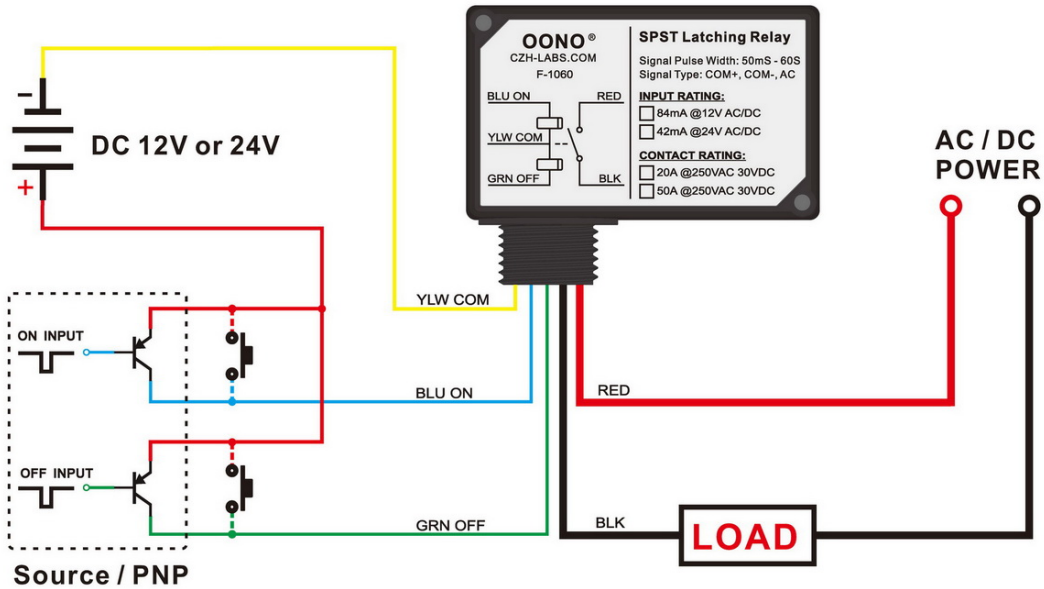 OONO®
CZH-LABS.COM
F-1060
BLU ON
RED
YLW COM
GRN OFF
BLK
SPST Latching Relay
Signal Pulse Width: 50mS - 60S
Signal Type: COM+, COM-, AC
INPUT RATING:
84mA @12V AC/DC
42mA @24V AC/DC
CONTACT RATING:
20A @250VAC 30VDC
50A @250VAC 30VDC
-
DC 12V or 24V
+
AC / DC
POWER
YLW COM
ON INPUT
BLU ON
RED
OFF INPUT
GRN OFF
BLK
LOAD
Source / PNP